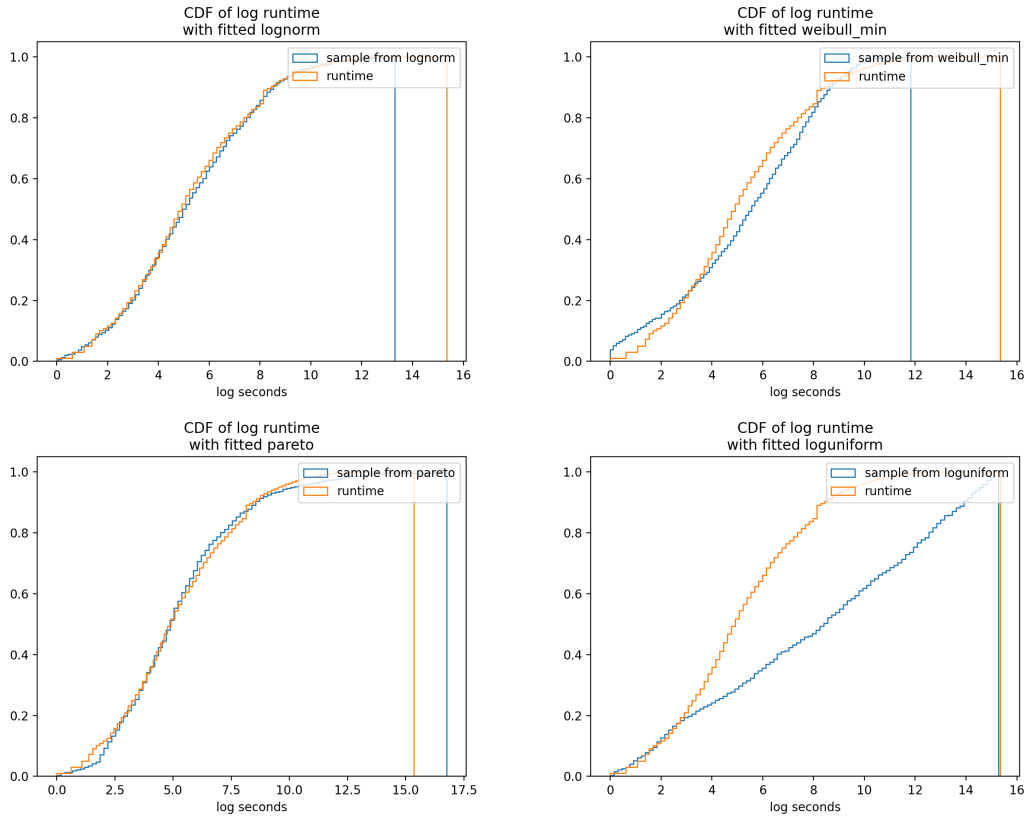 CDF of log runtime
with fitted lognorm
sample from lognorm
runtime
1.0
0.8
0.6
0.4
0.2
0.0
0 2 4 6 8 10 12 14 16
log seconds
CDF of log runtime
with fitted weibull_min
sample from weibull_min
runtime
1.0
0.8
0.6
0.4
0.2
0.0
0 2 4 6 8 10 12 14 16
log seconds
CDF of log runtime
with fitted pareto
sample from pareto
runtime
1.0
0.8
0.6
0.4
0.2
0.0
0.0 2.5 5.0 7.5 10.0 12.5 15.0 17.5
log seconds
CDF of log runtime
with fitted loguniform
sample from loguniform
runtime
1.0
0.8
0.6
0.4
0.2
0.0
0 2 4 6 8 10 12 14 16
log seconds